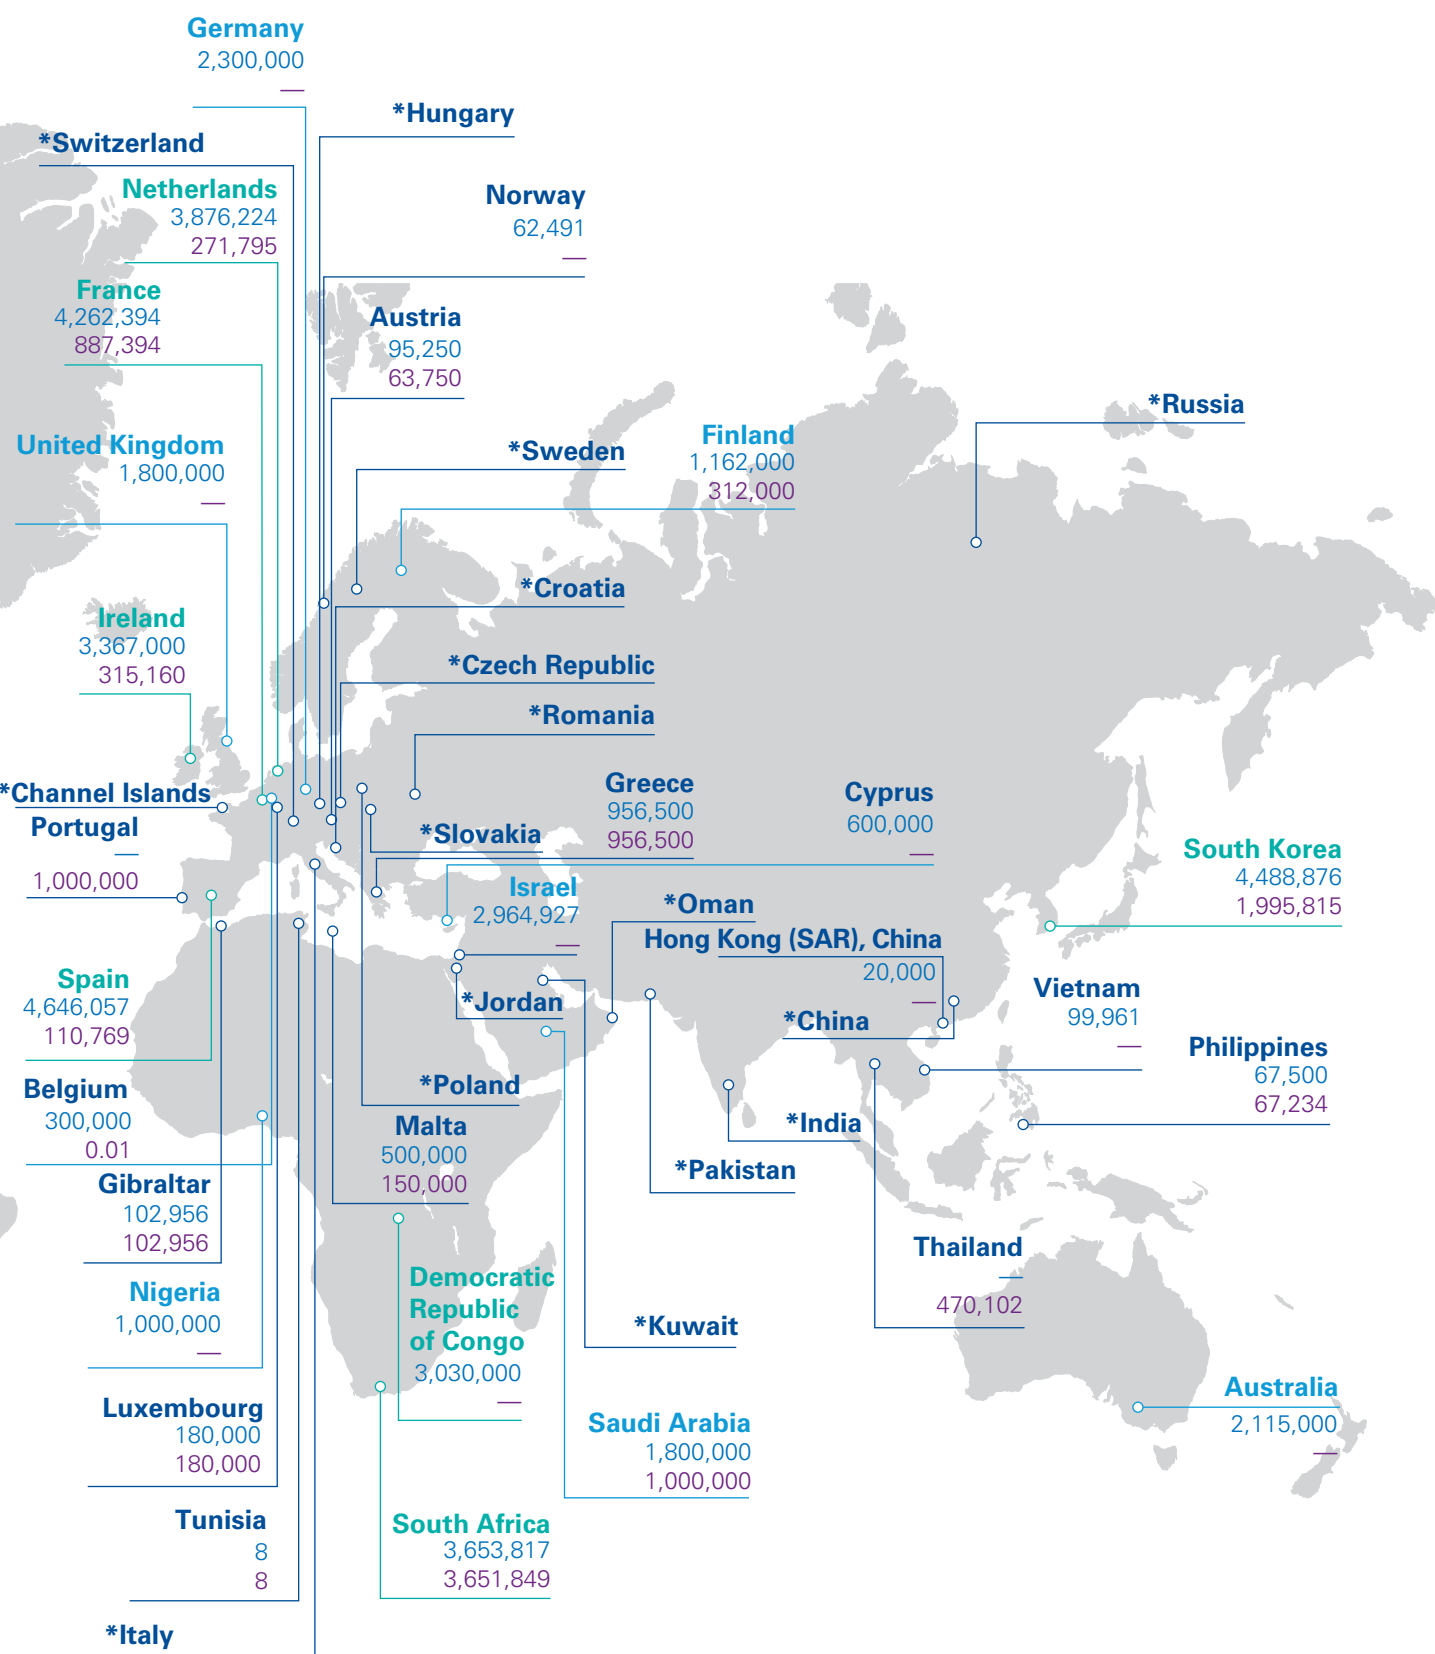 Germany
2,300,000
—
*Hungary
*Switzerland
Netherlands
3,876,224
271,795
Norway
62,491
—
France
4,262,394
887,394
Austria
95,250
63,750
*Russia
United Kingdom
1,800,000
—
*Sweden
Finland
1,162,000
312,000
*Croatia
Ireland
3,367,000
315,160
*Czech Republic
*Romania
*Channel Islands
Portugal
—
1,000,000
Greece
956,500
956,500
Cyprus
600,000
—
*Slovakia
South Korea
4,488,876
1,995,815
Israel
2,964,927
—
*Oman
Hong Kong (SAR), China
20,000
—
Spain
4,646,057
110,769
*Jordan
Vietnam
99,961
—
*China
Philippines
67,500
67,234
Belgium
300,000
0.01
*Poland
Malta
500,000
150,000
*India
*Pakistan
Gibraltar
102,956
102,956
Thailand
—
470,102
Nigeria
1,000,000
—
Democratic
Republic
of Congo
3,030,000
—
*Kuwait
Australia
2,115,000
—
Luxembourg
180,000
180,000
Saudi Arabia
1,800,000
1,000,000
Tunisia
8
8
South Africa
3,653,817
3,651,849
*Italy